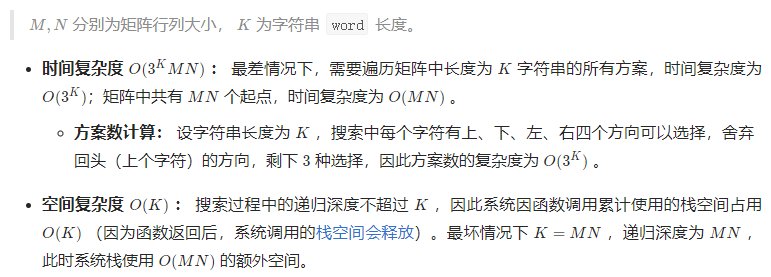 M, N 分别为矩阵行列大小， K 为字符串 word 长度。
• 时间复杂度 O(3^K MN) ： 最差情况下，需要遍历矩阵中长度为 K 字符串的所有方案，时间复杂度为
O(3^K)；矩阵中共有 MN 个起点，时间复杂度为 O(MN) 。
◦ 方案数计算： 设字符串长度为 K ，搜索中每个字符有上、下、左、右四个方向可以选择，舍弃
回头（上个字符）的方向，剩下 3 种选择，因此方案数的复杂度为 O(3^K) 。
• 空间复杂度 O(K) ： 搜索过程中的递归深度不超过 K ，因此系统因函数调用累计使用的栈空间占用
O(K) （因为函数返回后，系统调用的栈空间会释放）。最坏情况下 K = MN ，递归深度为 MN ，
此时系统栈使用 O(MN) 的额外空间。